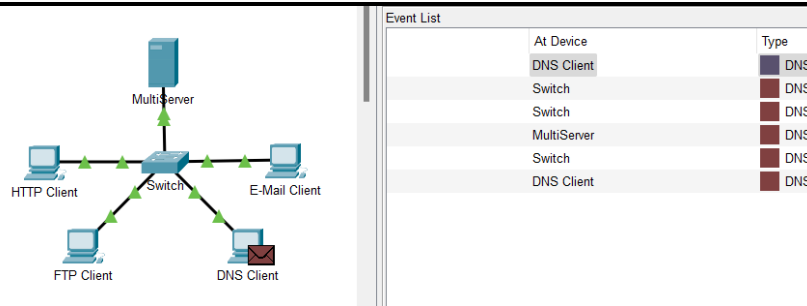 MultiServer
HTTP Client
Switch
E-Mail Client
FTP Client
DNS Client
Event List
At Device Type
DNS Client DNS
Switch DNS
Switch DNS
MultiServer DNS
Switch DNS
DNS Client DNS